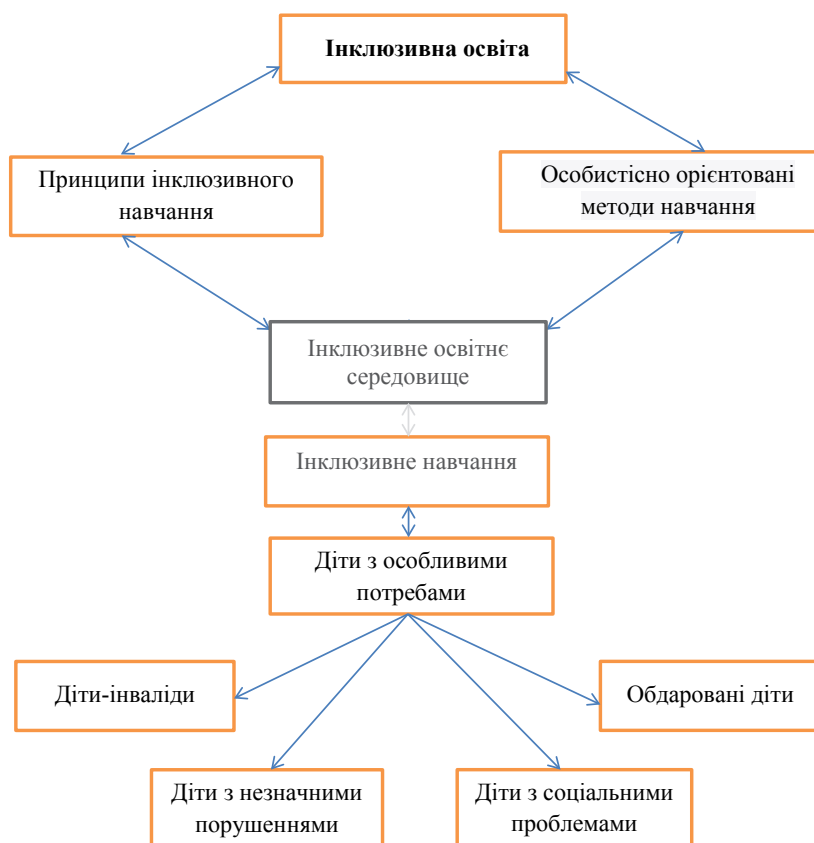 Інклюзивна освіта
Принципи інклюзивного
навчання
Особистісно орієнтовані
методи навчання
Інклюзивне освітнє
середовище
Інклюзивне навчання
Діти з особливими
потребами
Діти-інваліди
Обдаровані діти
Діти з незначними
порушеннями
Діти з соціальними
проблемами